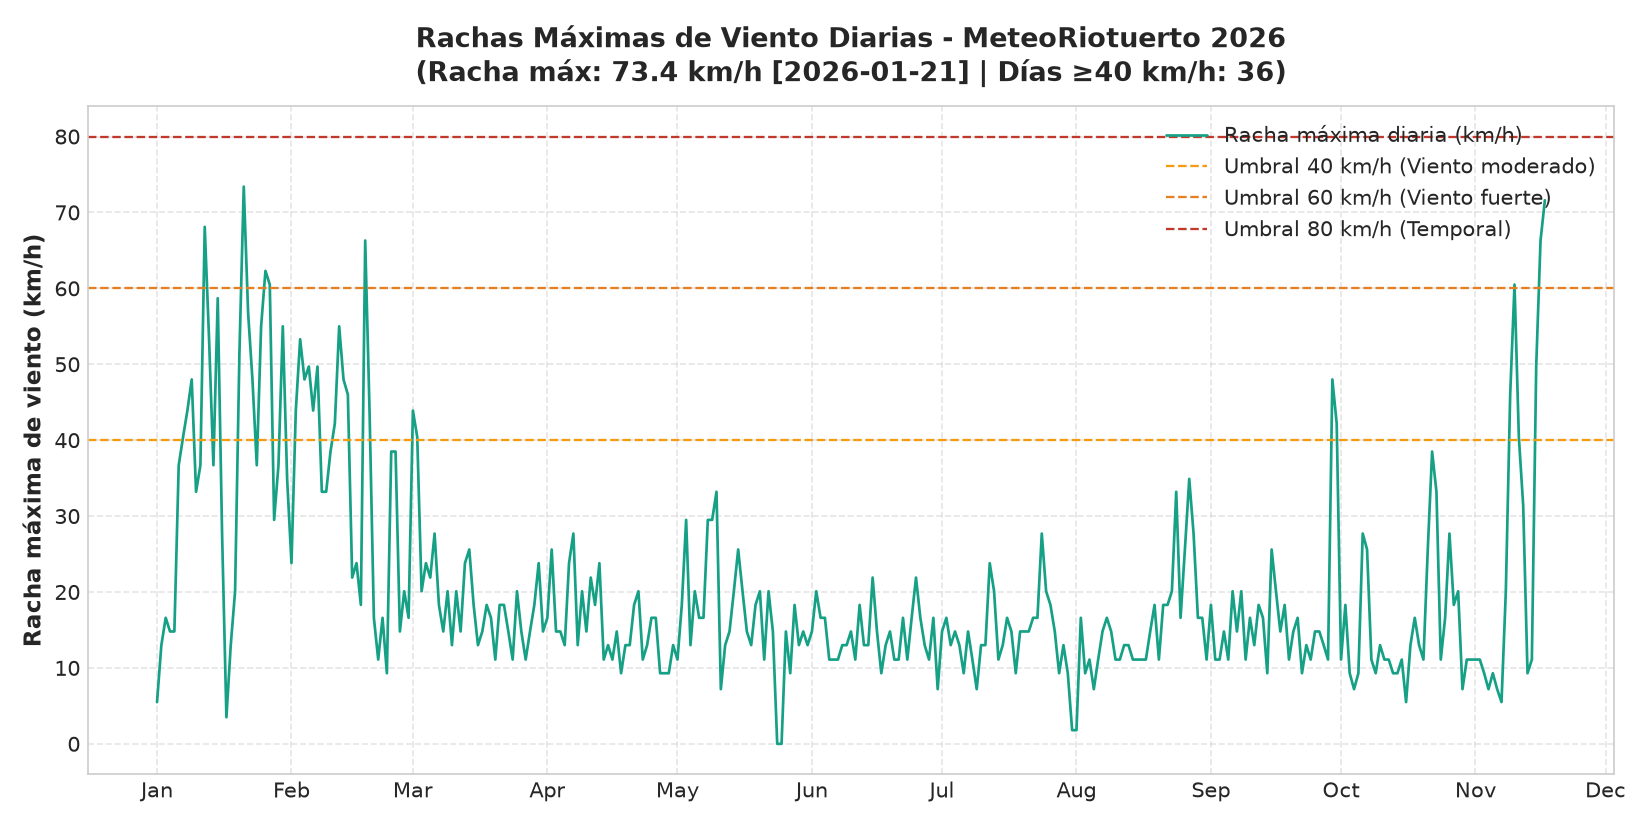 Rachas Máximas de Viento Diarias - MeteoRiotuerto 2026
(Racha máx: 73.4 km/h [2026-01-21] | Días ≥40 km/h: 36)
Racha máxima de viento (km/h)
80
70
60
50
40
30
20
10
0
Racha máxima diaria (km/h)
Umbral 40 km/h (Viento moderado)
Umbral 60 km/h (Viento fuerte)
Umbral 80 km/h (Temporal)
Jan Feb Mar Apr May Jun Jul Aug Sep Oct Nov Dec